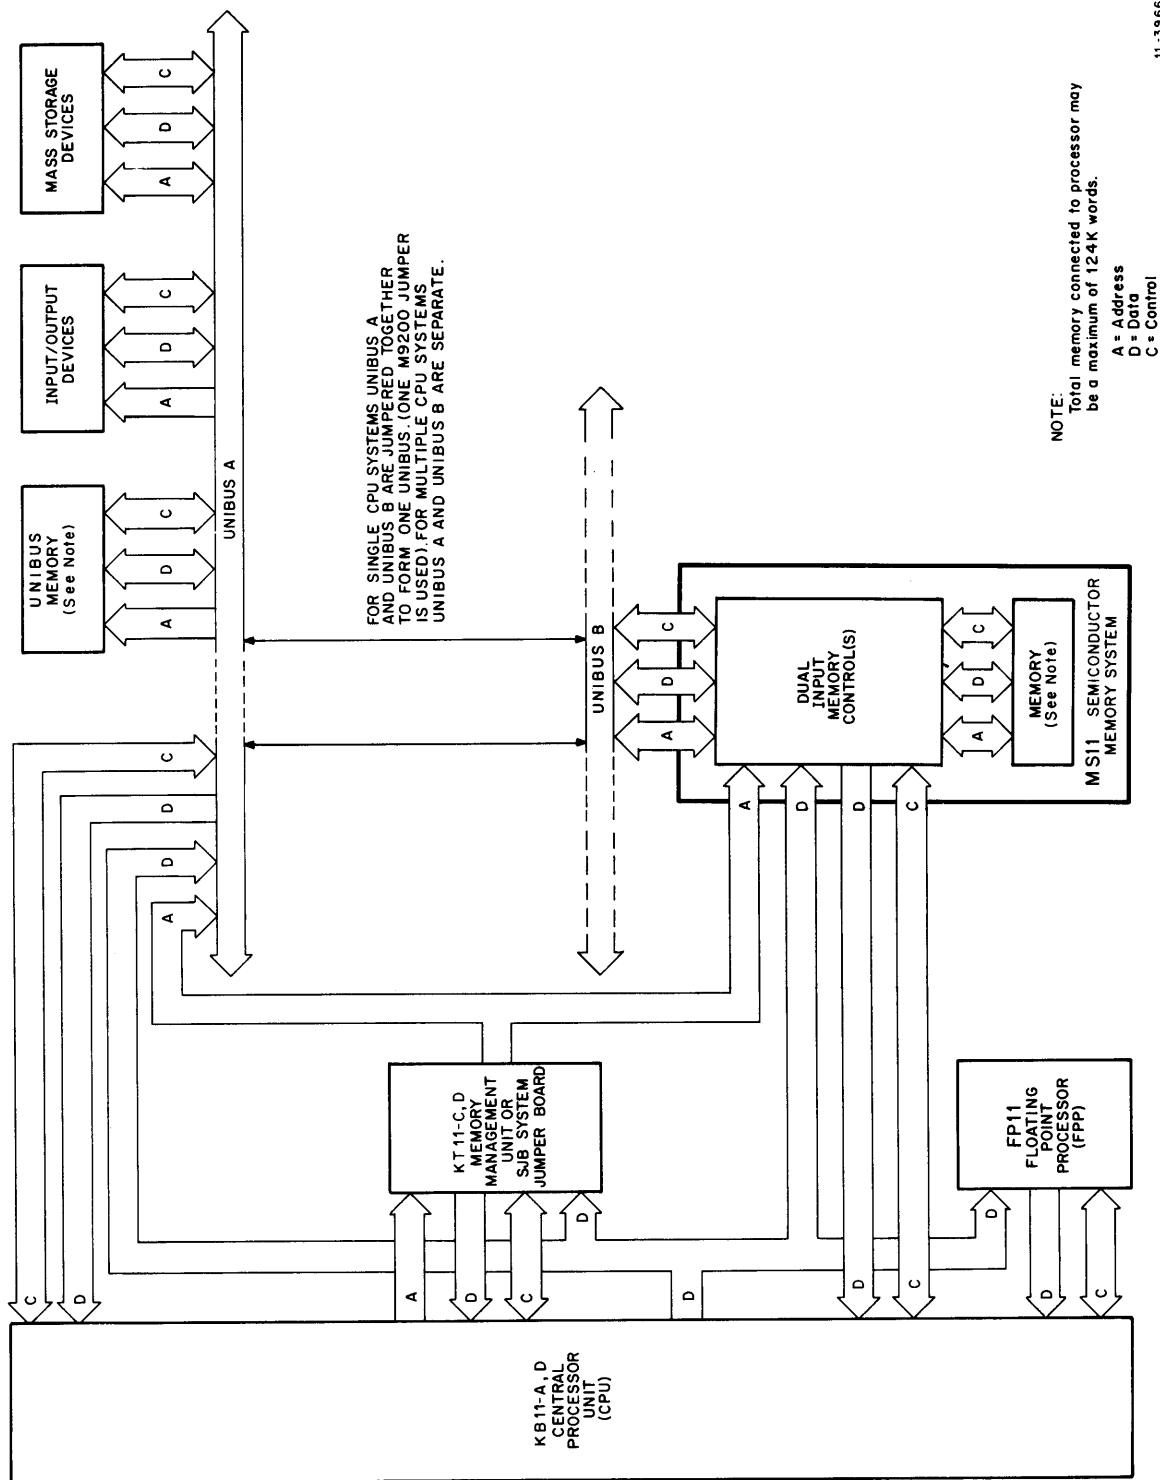 MASS STORAGE
DEVICES
A
D
C
INPUT/OUTPUT
DEVICES
A
D
C
UNIBUS
MEMORY
(See Note)
A
D
C
UNIBUS A
C
D
D
A
FOR SINGLE CPU SYSTEMS UNIBUS A
AND UNIBUS B ARE JUMPERED TOGETHER
TO FORM ONE UNIBUS. (ONE M9200 JUMPER
IS USED). FOR MULTIPLE CPU SYSTEMS
UNIBUS A AND UNIBUS B ARE SEPARATE.
UNIBUS B
A
D
C
DUAL
INPUT
MEMORY
CONTROL(S)
A
D
D
C
A
D
C
MEMORY
(See Note)
MS11 SEMICONDUCTOR
MEMORY SYSTEM
KT11-C,D
MEMORY
MANAGEMENT
UNIT OR
SJB SYSTEM
JUMPER BOARD
D
FP11
FLOATING
POINT
PROCESSOR
(FPP)
D
C
D
A
D
C
D
D
C
D
C
KB11-A, D
CENTRAL
PROCESSOR
UNIT
(CPU)
NOTE:
Total memory connected to processor may
be a maximum of 124K words.
A = Address
D = Data
C = Control
11-3966